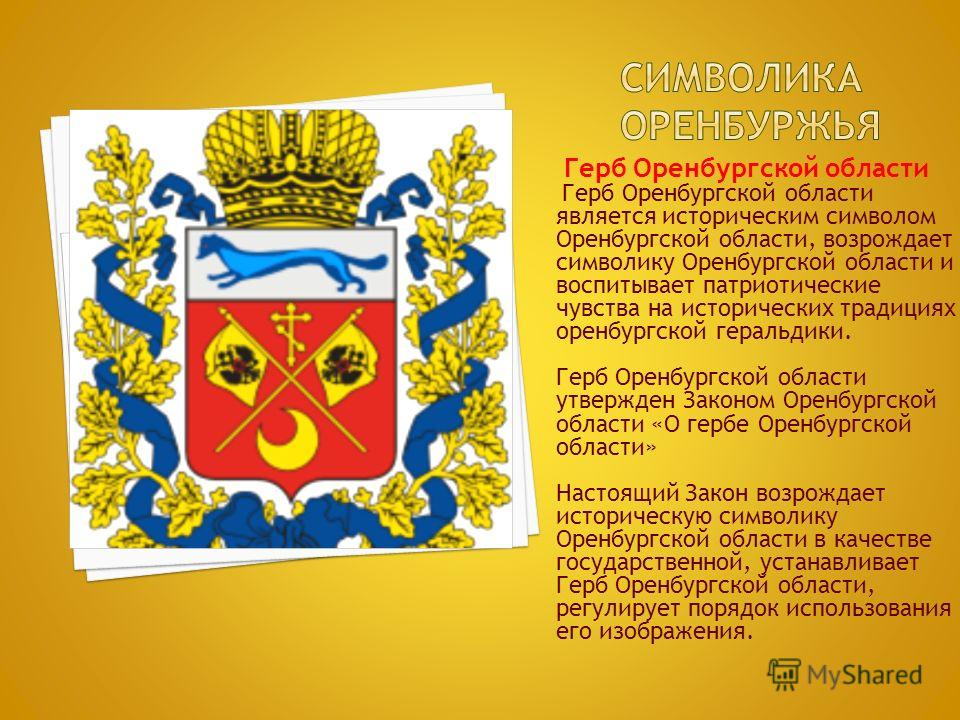 СИМВОЛИКА
ОРЕНБУРЖЬЯ
Герб Оренбургской области
Герб Оренбургской области
является историческим символом
Оренбургской области, возрождает
символику Оренбургской области и
воспитывает патриотические
чувства на исторических традициях
оренбургской геральдики.
Герб Оренбургской области
утвержден Законом Оренбургской
области «О гербе Оренбургской
области»
Настоящий Закон возрождает
историческую символику
Оренбургской области в качестве
государственной, устанавливает
Герб Оренбургской области,
регулирует порядок использования
его изображения.
MyShared